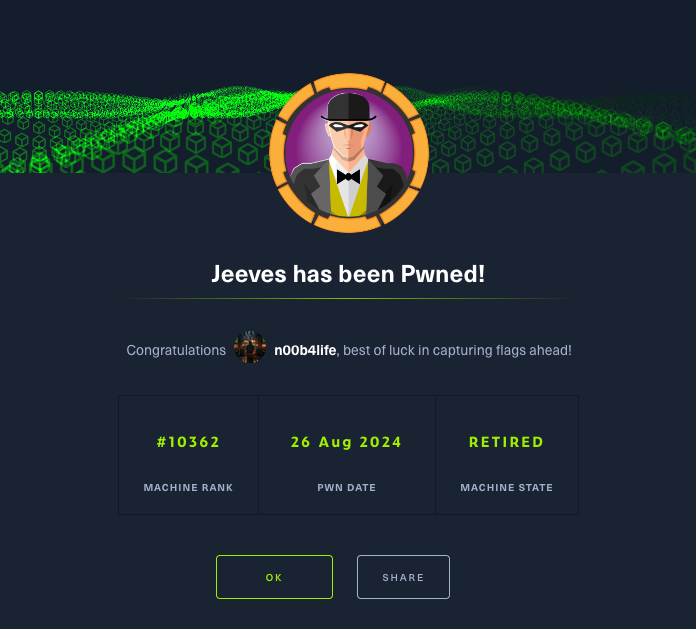 Jeeves has been Pwned!
Congratulations n00b4life, best of luck in capturing flags ahead!
#10362 26 Aug 2024 RETIRED
MACHINE RANK PWN DATE MACHINE STATE
OK SHARE